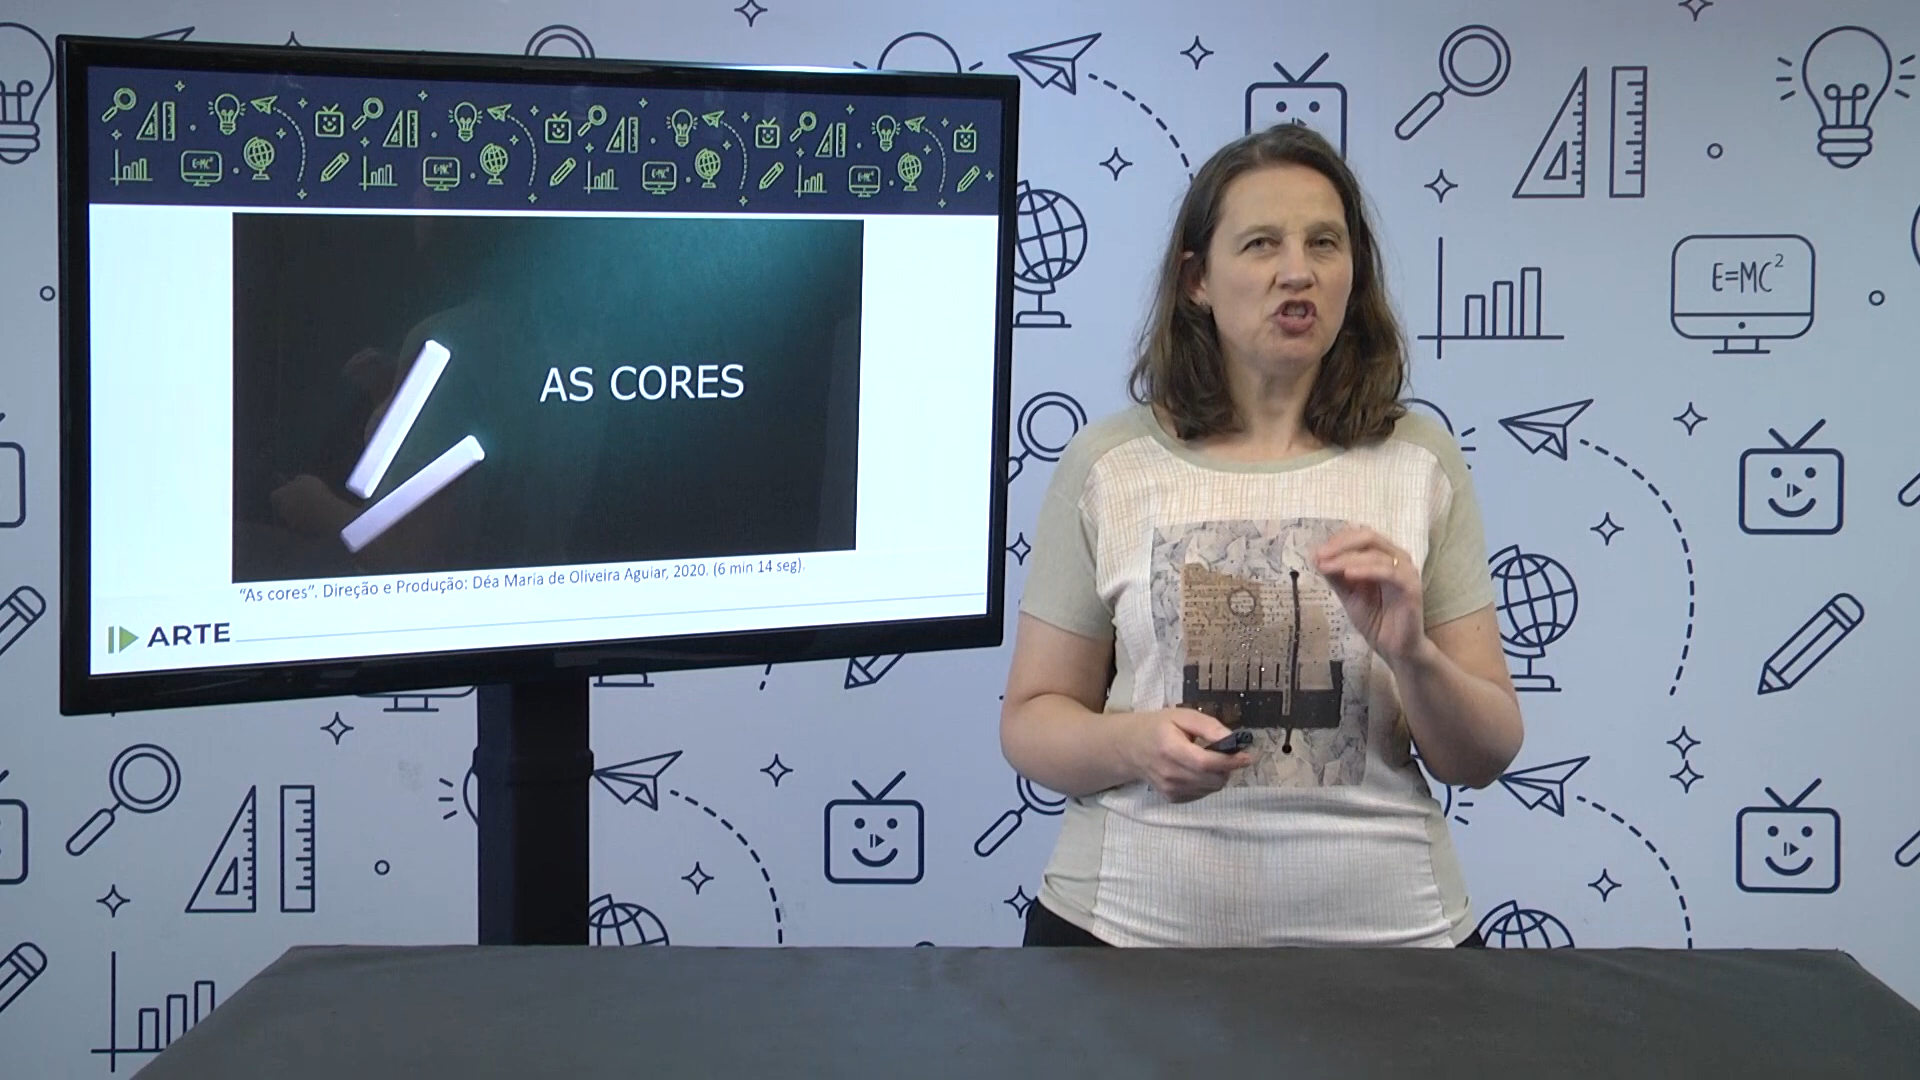 AS CORES
“As cores”. Direção e Produção: Déa Maria de Oliveira Aguiar, 2020. (6 min 14 seg).
ARTE
E=MC²